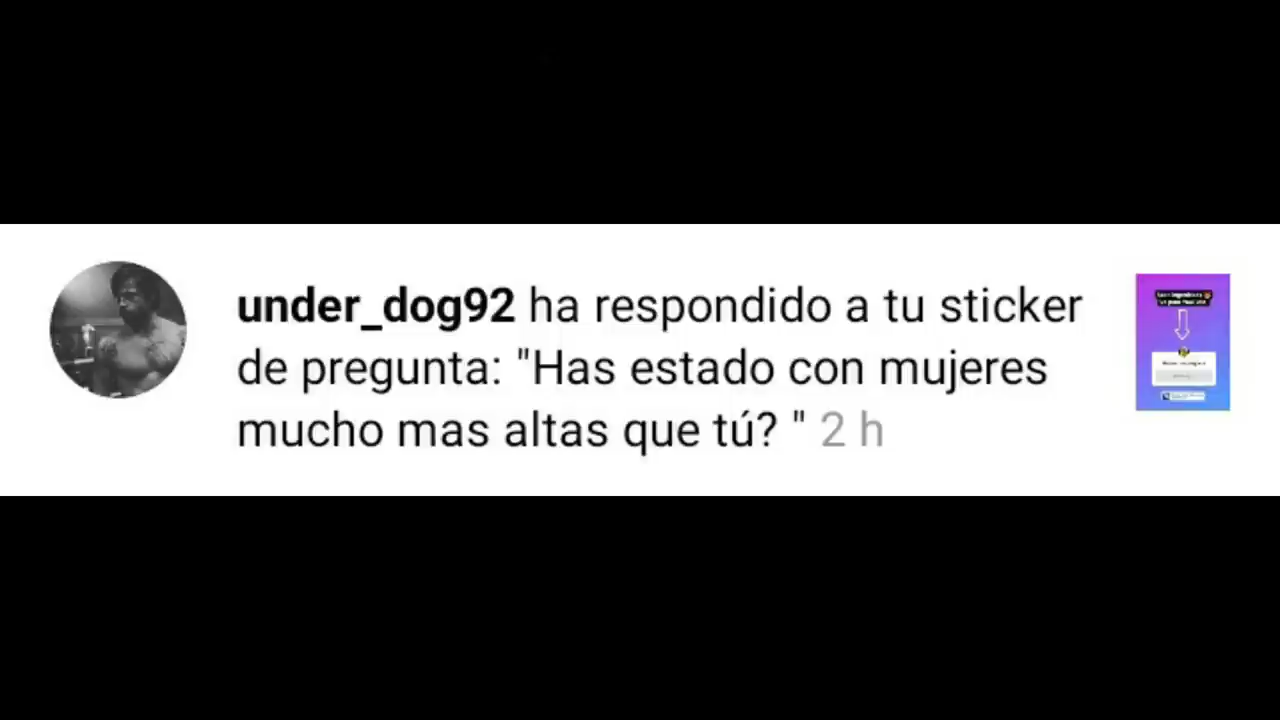 under_dog92 ha respondido a tu sticker
de pregunta: "Has estado con mujeres
mucho mas altas que tú? " 2 h